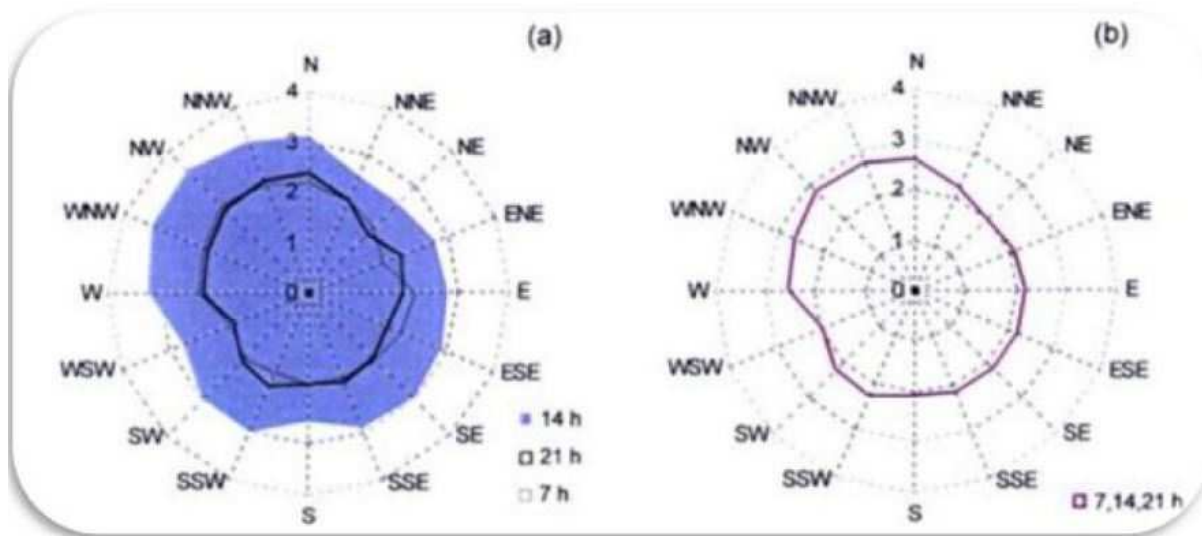 (a)
N
NNW
NNE
NW
NE
WNW
ENE
W
E
WSW
ESE
SW
SE
SSW
SSE
S
4
3
2
1
0
14 h
21 h
7 h
(b)
N
NNW
NNE
NW
NE
WNW
ENE
W
E
WSW
ESE
SW
SE
SSW
SSE
S
4
3
2
1
0
7,14,21 h